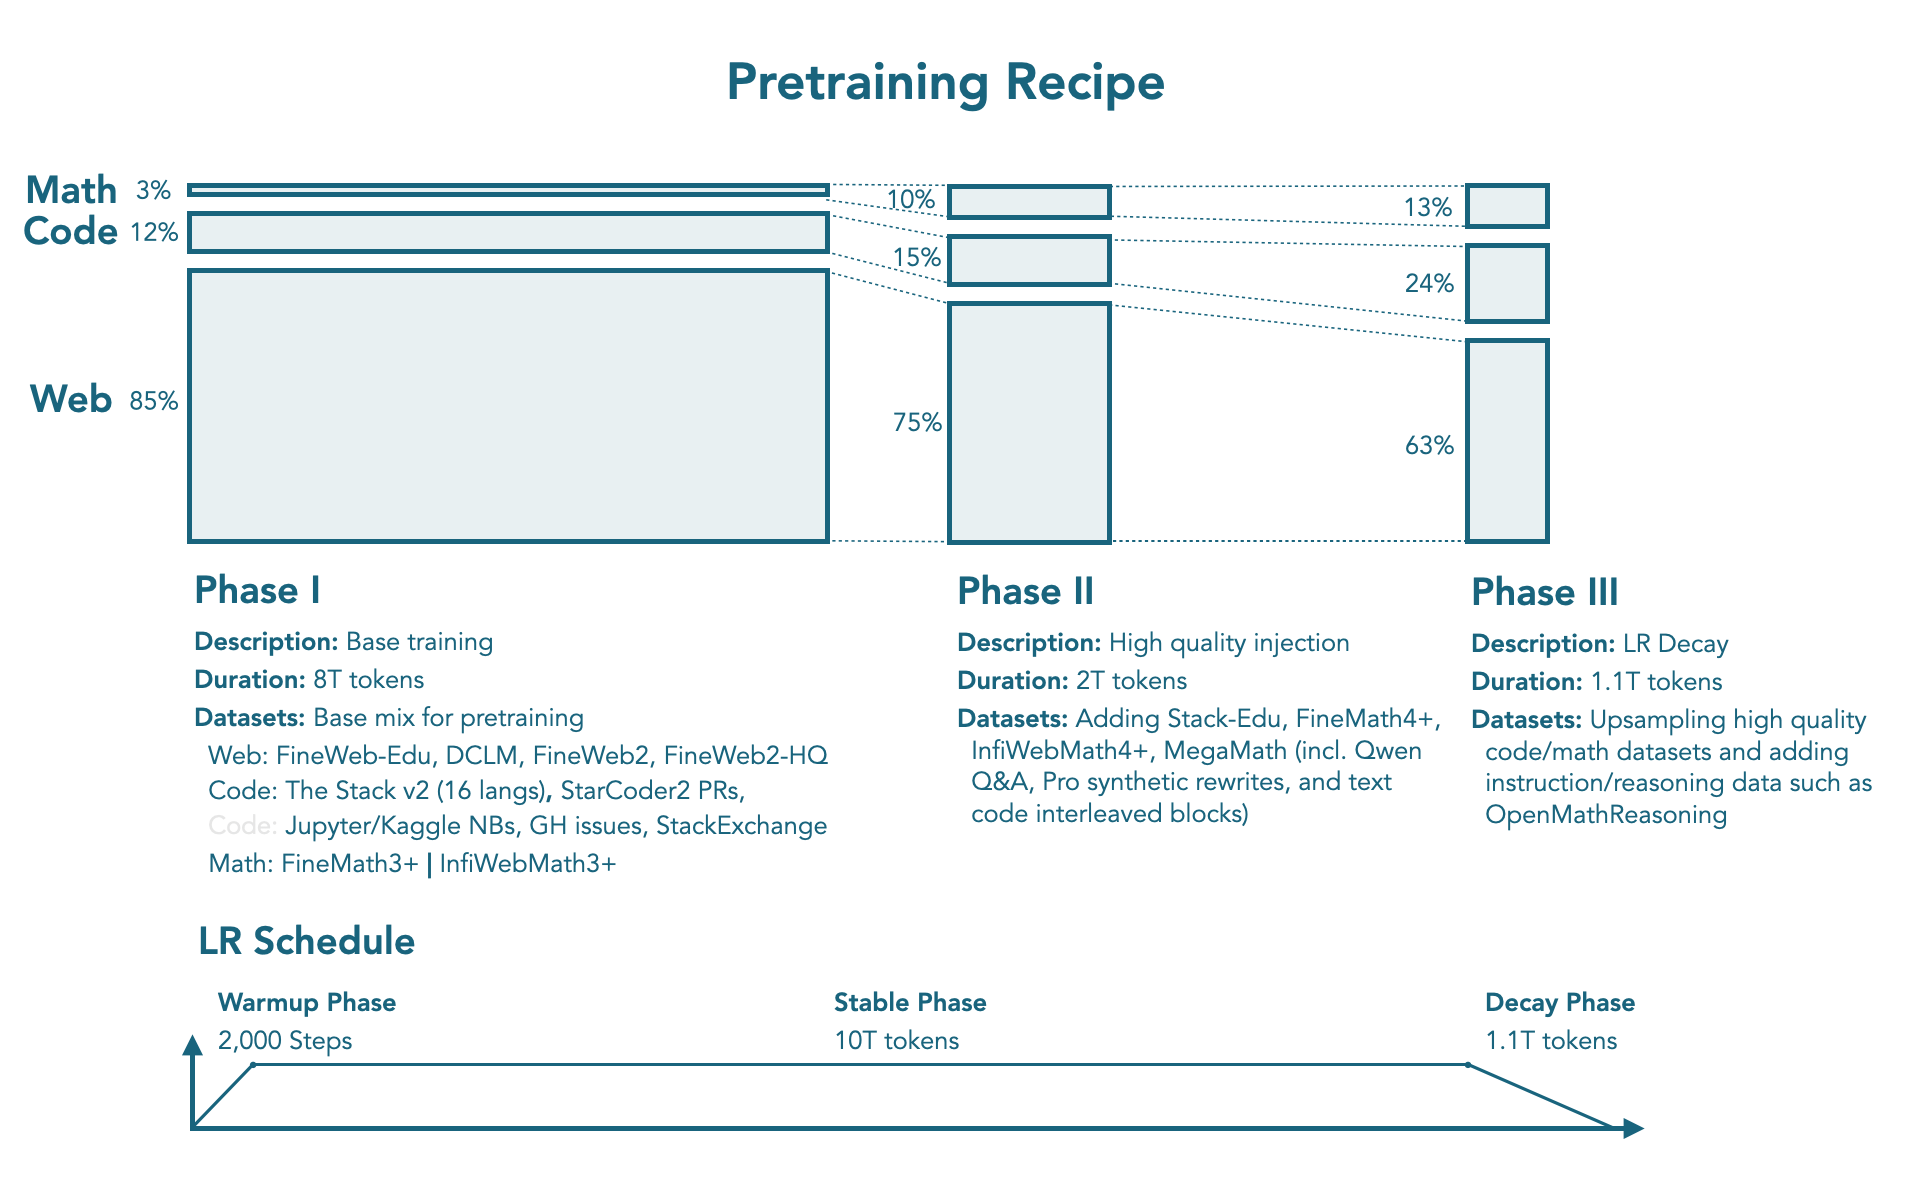 Pretraining Recipe
Math 3%
10%
13%
Code 12%
15%
24%
Web 85%
75%
63%
Phase I
Description: Base training
Duration: 8T tokens
Datasets: Base mix for pretraining
Web: FineWeb-Edu, DCLM, FineWeb2, FineWeb2-HQ
Code: The Stack v2 (16 langs), StarCoder2 PRs,
Code: Jupyter/Kaggle NBs, GH issues, StackExchange
Math: FineMath3+ | InfiWebMath3+
Phase II
Description: High quality injection
Duration: 2T tokens
Datasets: Adding Stack-Edu, FineMath4+,
InfiWebMath4+, MegaMath (incl. Qwen
Q&A, Pro synthetic rewrites, and text
code interleaved blocks)
Phase III
Description: LR Decay
Duration: 1.1T tokens
Datasets: Upsampling high quality
code/math datasets and adding
instruction/reasoning data such as
OpenMathReasoning
LR Schedule
Warmup Phase
2,000 Steps
Stable Phase
10T tokens
Decay Phase
1.1T tokens